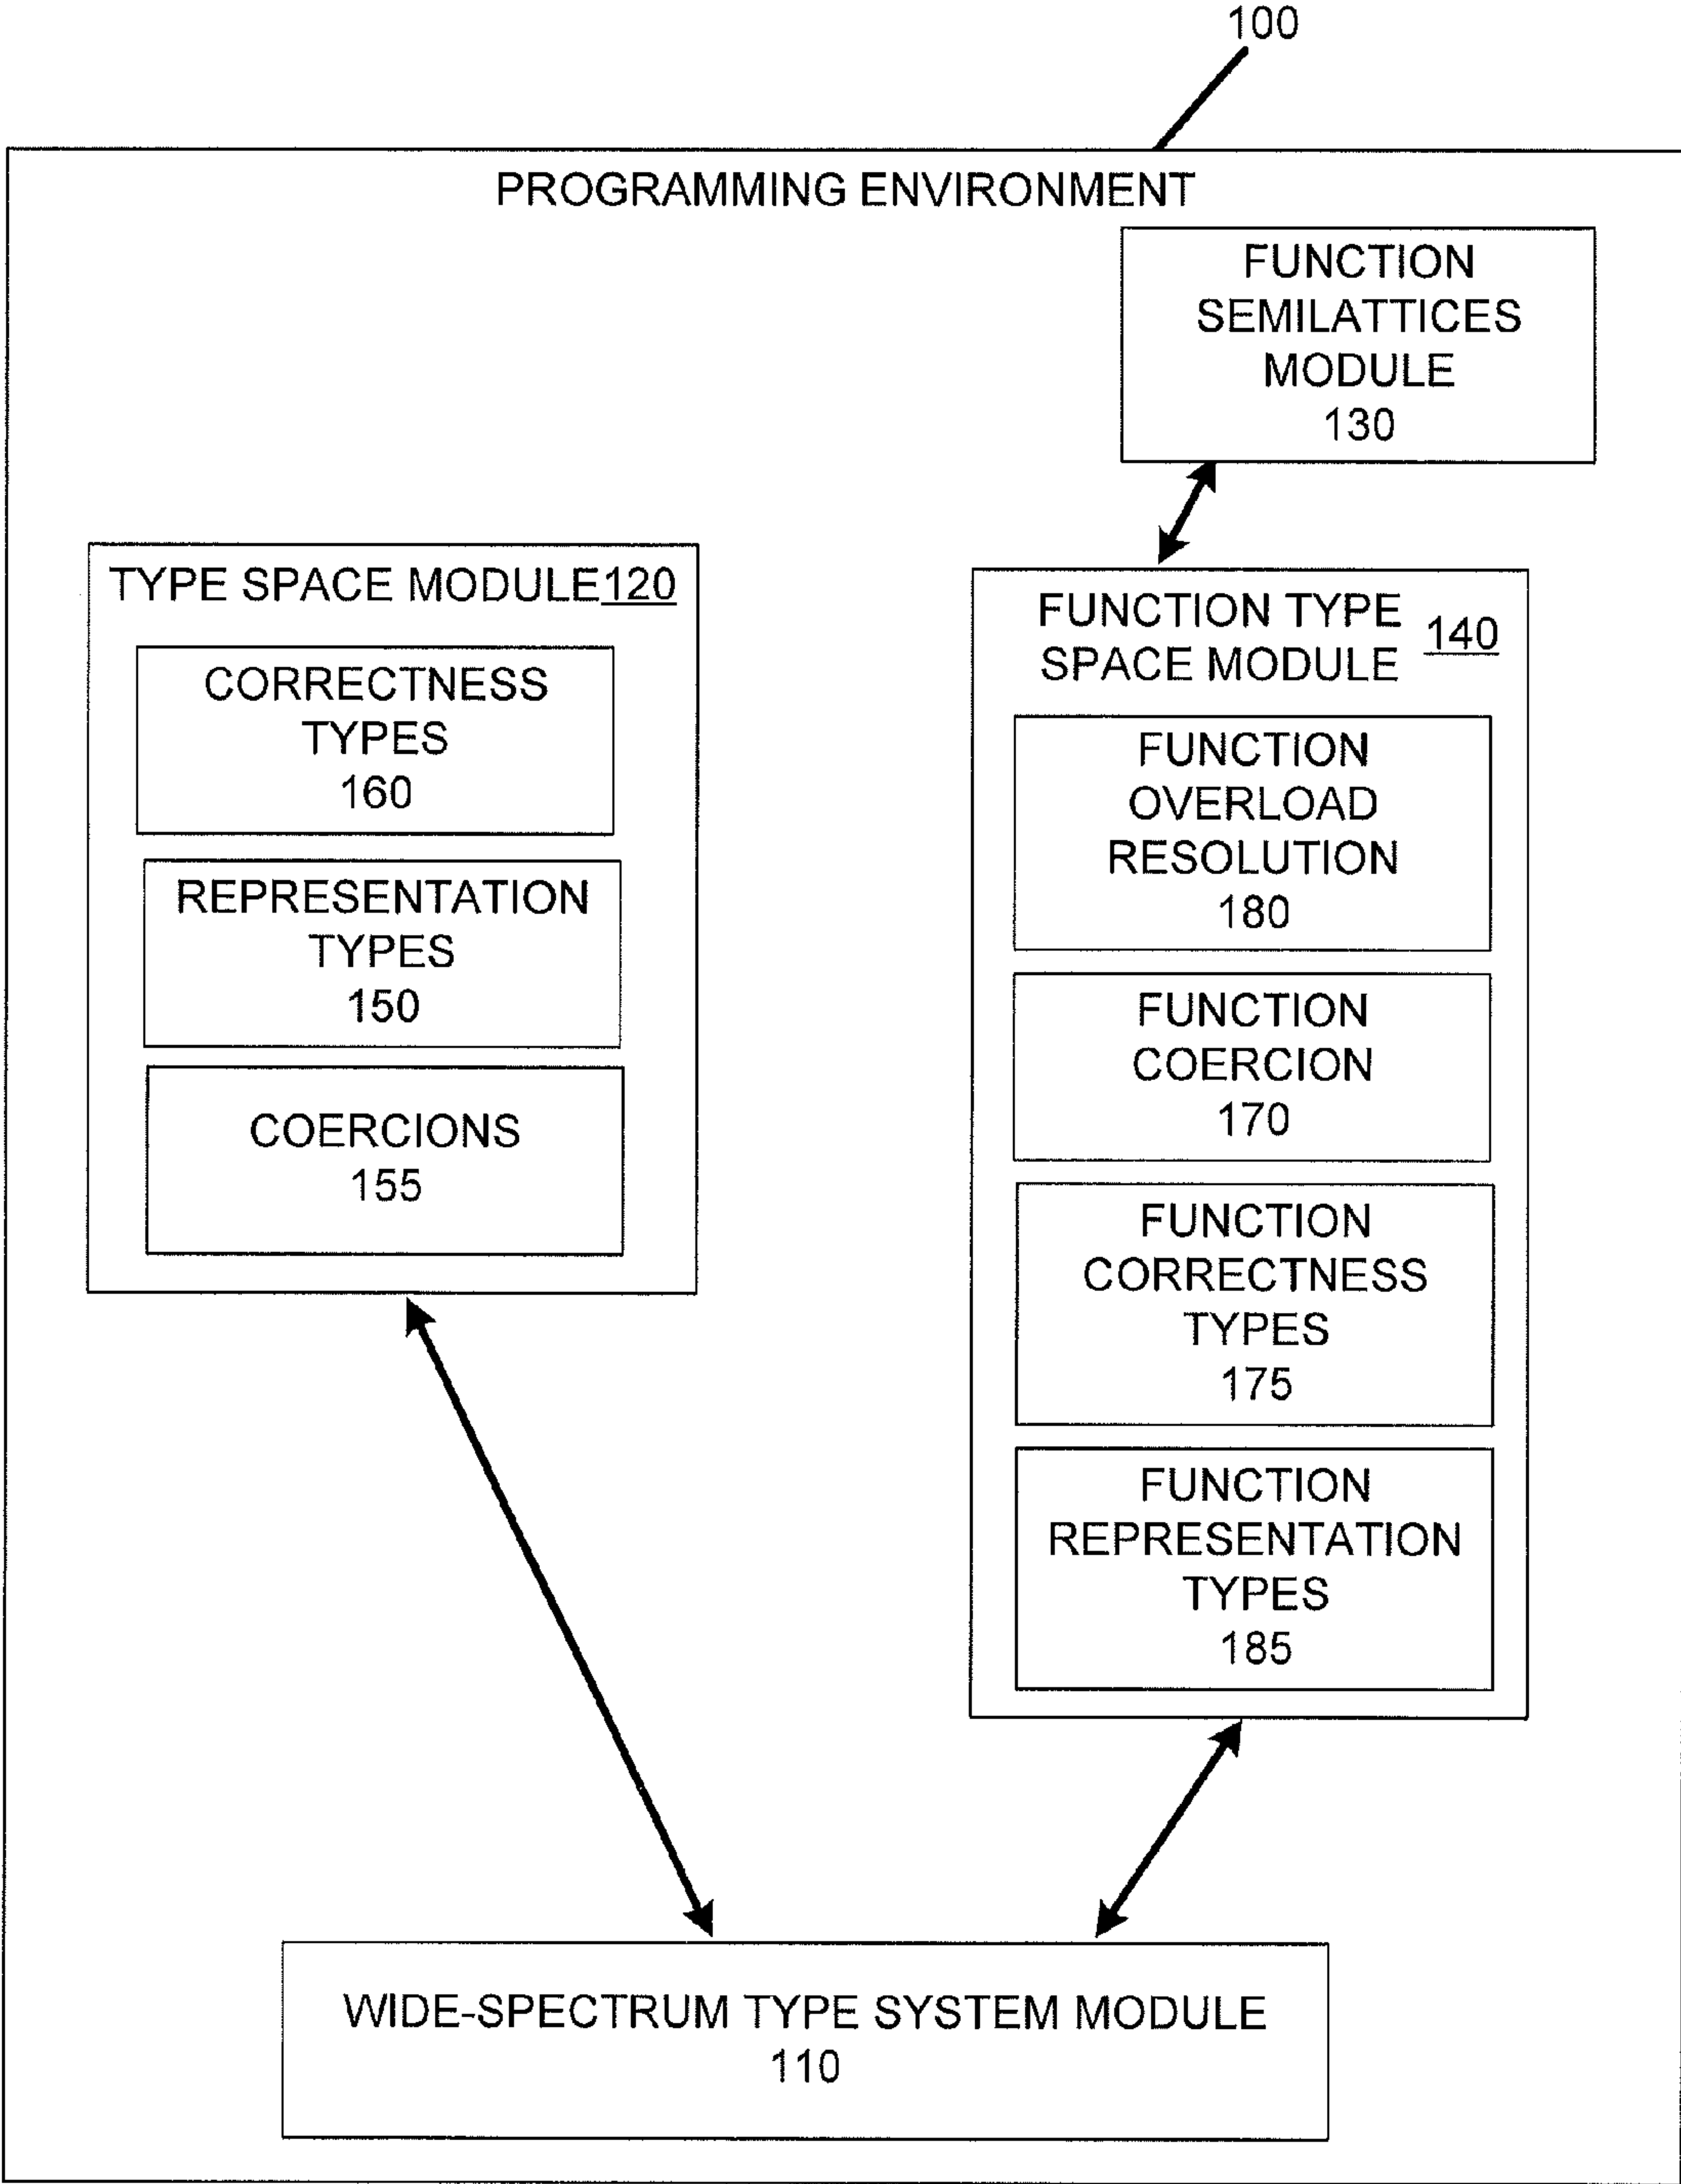 100
PROGRAMMING ENVIRONMENT
FUNCTION
SEMILATTICES
MODULE
130
TYPE SPACE MODULE 120
CORRECTNESS
TYPES
160
REPRESENTATION
TYPES
150
COERCIONS
155
FUNCTION TYPE
SPACE MODULE
140
FUNCTION
OVERLOAD
RESOLUTION
180
FUNCTION
COERCION
170
FUNCTION
CORRECTNESS
TYPES
175
FUNCTION
REPRESENTATION
TYPES
185
WIDE-SPECTRUM TYPE SYSTEM MODULE
110